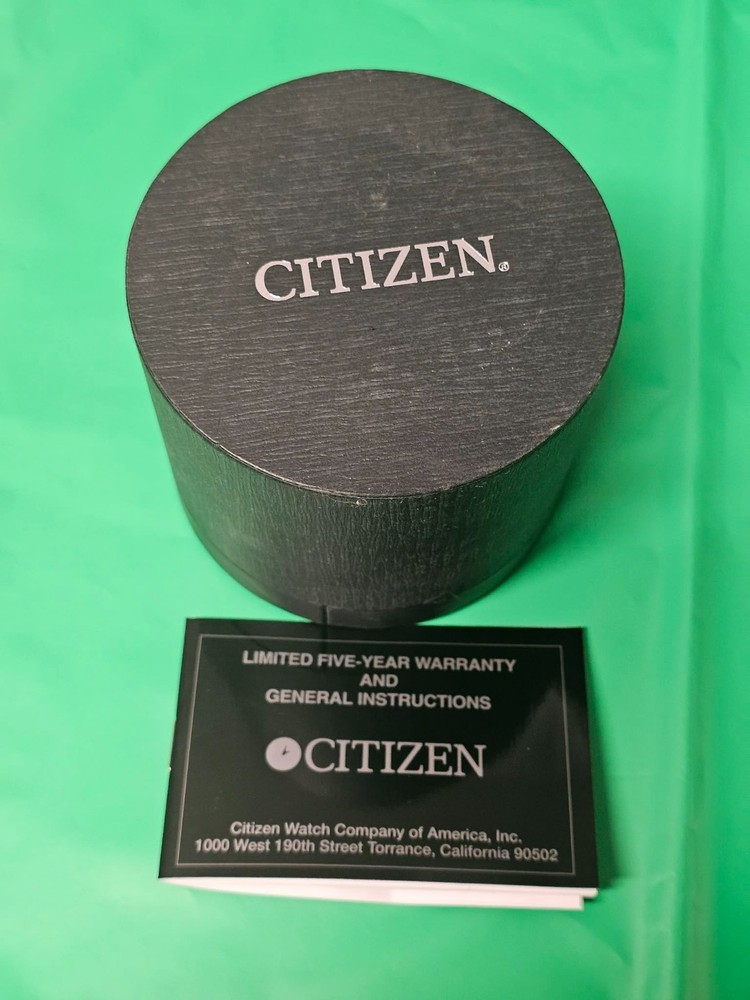 CITIZEN®
LIMITED FIVE-YEAR WARRANTY
AND
GENERAL INSTRUCTIONS
CITIZEN
Citizen Watch Company of America, Inc.
1000 West 190th Street Torrance, California 90502